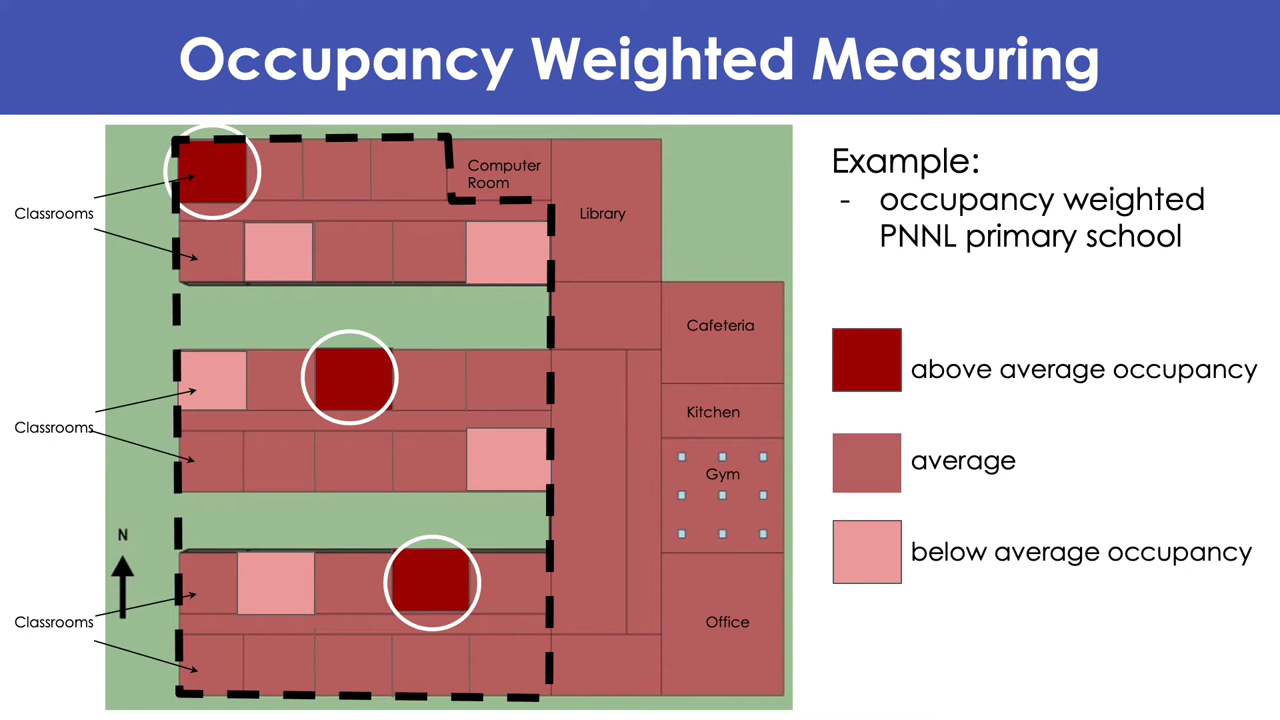 Occupancy Weighted Measuring
Computer
Room
Classrooms
Library
Cafeteria
Kitchen
Classrooms
Gym
N
Classrooms
Office
Example:
- occupancy weighted
PNNL primary school
above average occupancy
average
below average occupancy